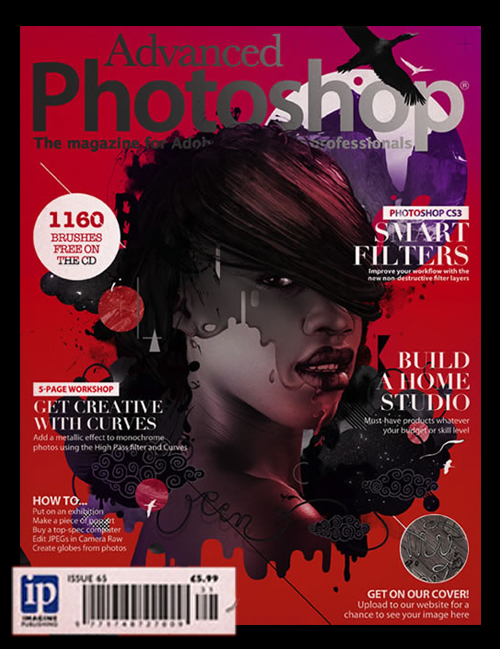 Advanced
Photoshop®
The magazine for Adob professionals
1160
BRUSHES
FREE ON
THE CD
PHOTOSHOP CS3
SMART
FILTERS
Improve your workflow with the
new non-destructive filter layers
BUILD
A HOME
STUDIO
Must-have products whatever
your budget or skill level
5-PAGE WORKSHOP
GET CREATIVE
WITH CURVES
Add a metallic effect to monochrome
photos using the High Pass filter and Curves
HOW TO...
Put on an exhibition
Make a piece of pop art
Buy a top-spec computer
Edit JPEGs in Camera Raw
Create globes from photos
GET ON OUR COVER!
Upload to our website for a
chance to see your image here
ip
IMAGINE
PUBLISHING
ISSUE 65
£5.99